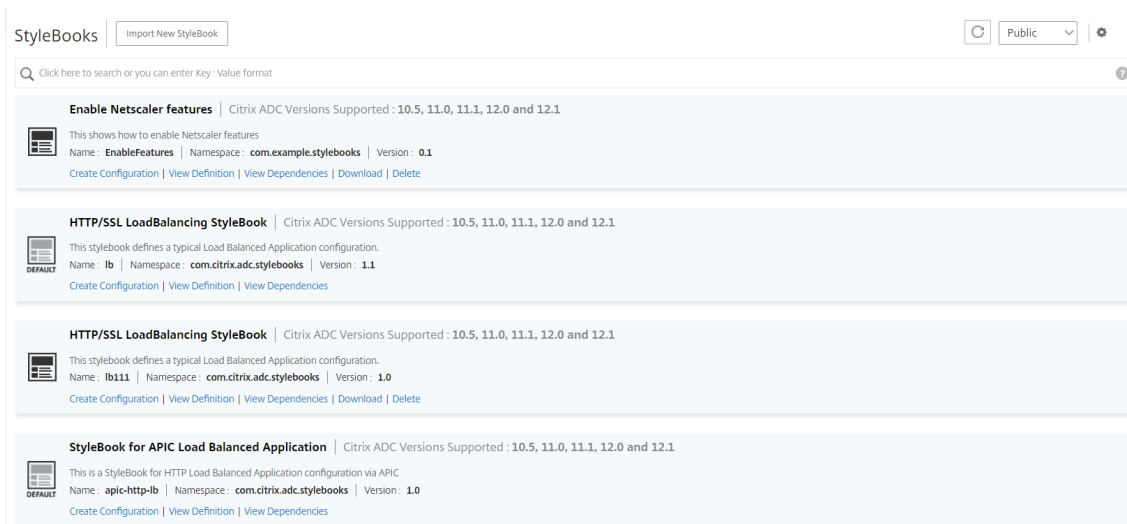 StyleBooks
Import New StyleBook
Public
Click here to search or you can enter Key : Value format
?
Enable Netscaler features | Citrix ADC Versions Supported : 10.5, 11.0, 11.1, 12.0 and 12.1
This shows how to enable Netscaler features
Name : EnableFeatures | Namespace : com.example.stylebooks | Version : 0.1
Create Configuration | View Definition | View Dependencies | Download | Delete
HTTP/SSL LoadBalancing StyleBook | Citrix ADC Versions Supported : 10.5, 11.0, 11.1, 12.0 and 12.1
This stylebook defines a typical Load Balanced Application configuration.
DEFAULT
Name : lb | Namespace : com.citrix.adc.stylebooks | Version : 1.1
Create Configuration | View Definition | View Dependencies
HTTP/SSL LoadBalancing StyleBook | Citrix ADC Versions Supported : 10.5, 11.0, 11.1, 12.0 and 12.1
This stylebook defines a typical Load Balanced Application configuration.
Name : lb111 | Namespace : com.citrix.adc.stylebooks | Version : 1.0
Create Configuration | View Definition | View Dependencies | Download | Delete
StyleBook for APIC Load Balanced Application | Citrix ADC Versions Supported : 10.5, 11.0, 11.1, 12.0 and 12.1
This is a StyleBook for HTTP Load Balanced Application configuration via APIC
DEFAULT
Name : apic-http-lb | Namespace : com.citrix.adc.stylebooks | Version : 1.0
Create Configuration | View Definition | View Dependencies